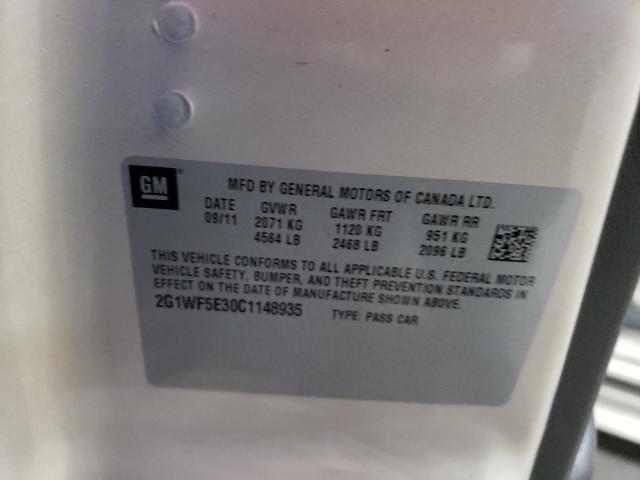 GM
MFD BY GENERAL MOTORS OF CANADA LTD.
DATE GVWR GAWR FRT GAWR RR
09/11 2071 KG 1120 KG 951 KG
4564 LB 2468 LB 2096 LB
THIS VEHICLE CONFORMS TO ALL APPLICABLE U.S. FEDERAL MOTOR
VEHICLE SAFETY, BUMPER, AND THEFT PREVENTION STANDARDS IN
EFFECT ON THE DATE OF MANUFACTURE SHOWN ABOVE.
2G1WF5E30C1148935 TYPE: PASS CAR